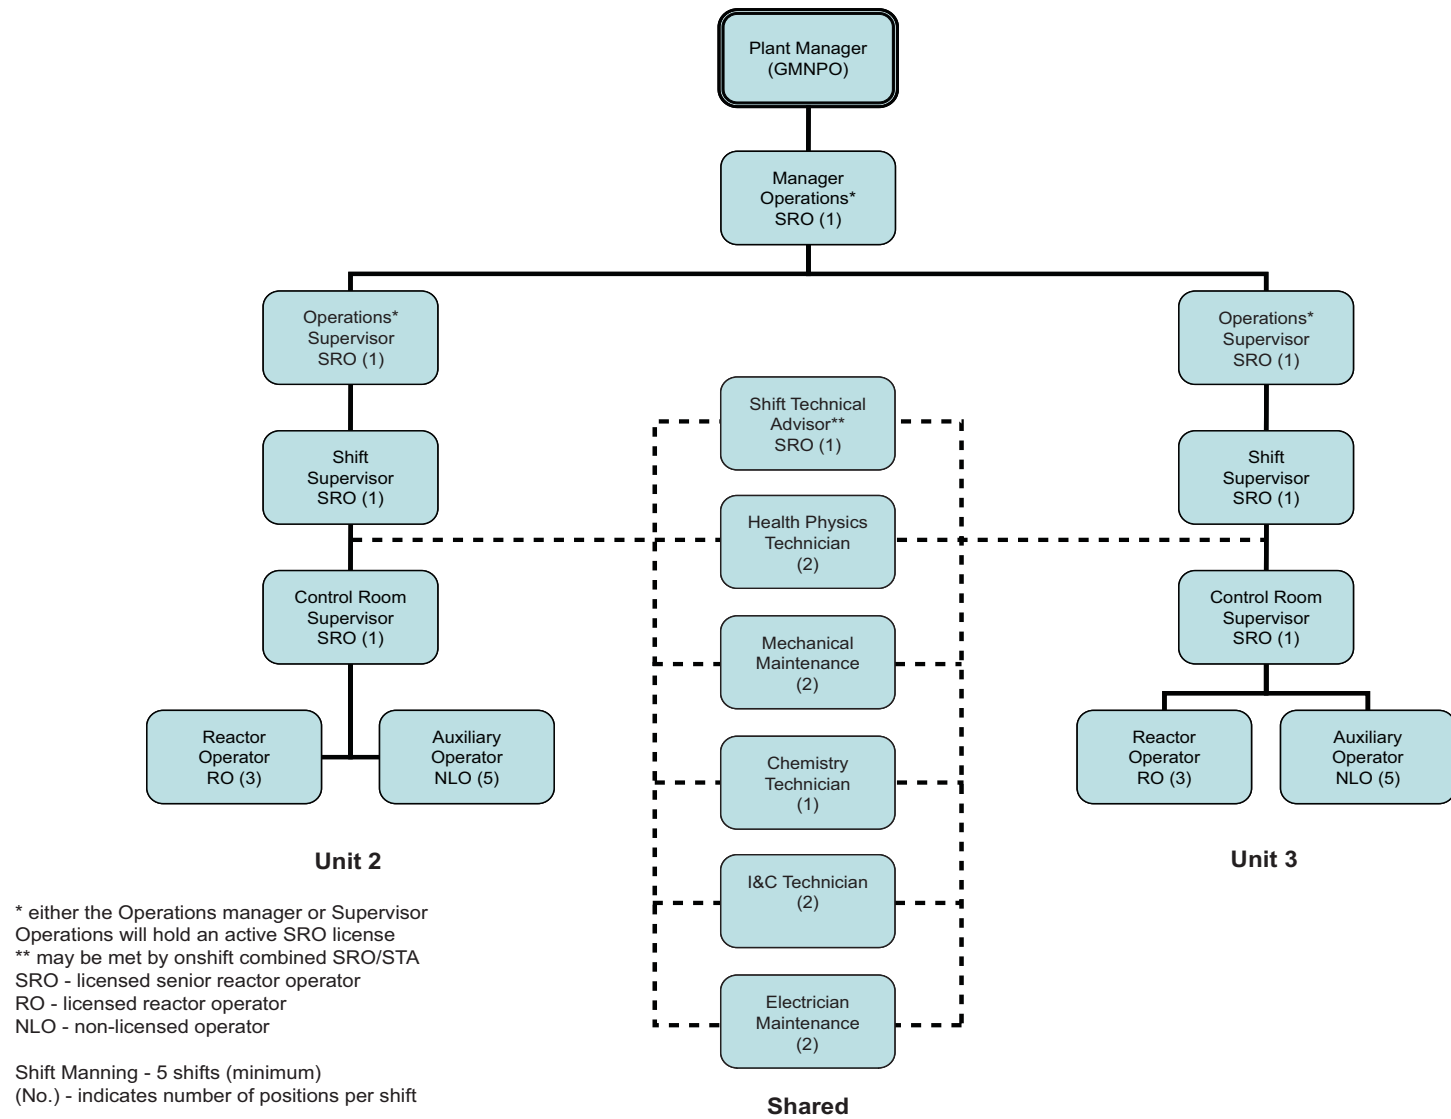 Plant Manager
(GMNPO)
Manager
Operations*
SRO (1)
Operations*
Supervisor
SRO (1)
Shift
Supervisor
SRO (1)
Control Room
Supervisor
SRO (1)
Reactor
Operator
RO (3)
Auxiliary
Operator
NLO (5)
Unit 2
Shift Technical
Advisor**
SRO (1)
Health Physics
Technician
(2)
Mechanical
Maintenance
(2)
Chemistry
Technician
(1)
I&C Technician
(2)
Electrician
Maintenance
(2)
Shared
Operations*
Supervisor
SRO (1)
Shift
Supervisor
SRO (1)
Control Room
Supervisor
SRO (1)
Reactor
Operator
RO (3)
Auxiliary
Operator
NLO (5)
Unit 3
* either the Operations manager or Supervisor
Operations will hold an active SRO license
** may be met by onshift combined SRO/STA
SRO - licensed senior reactor operator
RO - licensed reactor operator
NLO - non-licensed operator
Shift Manning - 5 shifts (minimum)
(No.) - indicates number of positions per shift